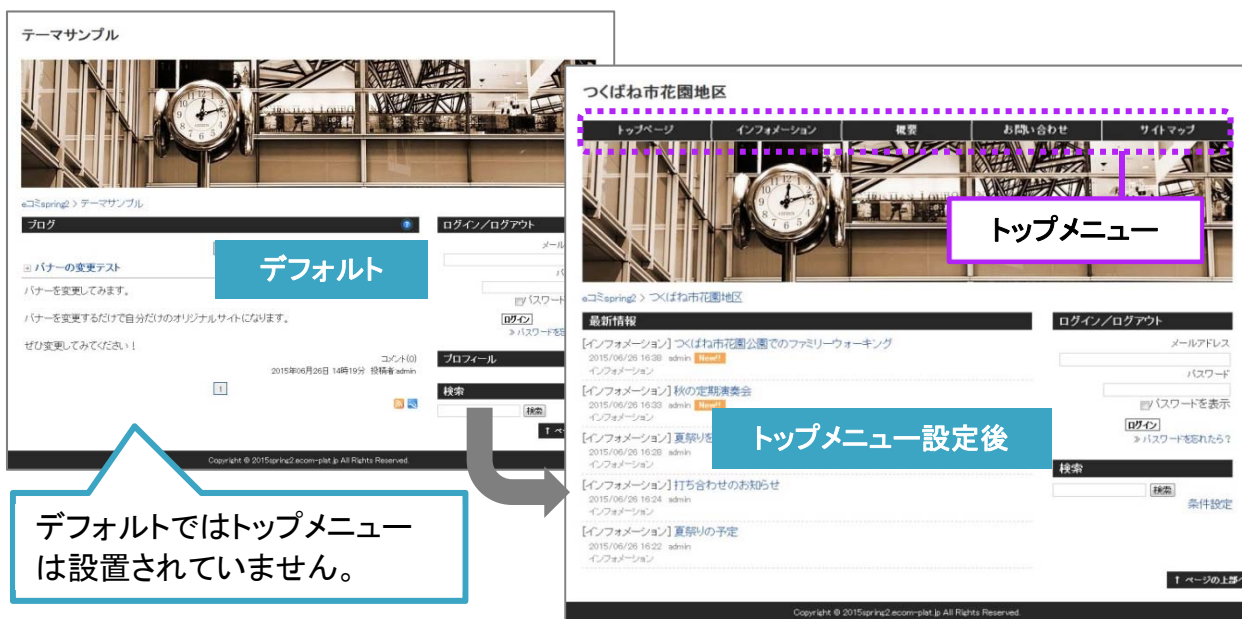 テーマサンプル
eコミspring2 > テーマサンプル
ブログ
バナーの変更テスト
バナーを変更してみます。
バナーを変更するだけで自分だけのオリジナルサイトになります。
ぜひ変更してみてください!
コメント(0)
2015年06月26日 14時19分 投稿者:admin
ログイン/ログアウト
メール
パ
パスワード
ログイン
» パスワードを忘
プロフィール
検索
検索
↑ ペー
Copyright © 2015spring2.ecom-plat.jp All Rights Reserved.
デフォルト
デフォルトではトップメニュー
は設置されていません。
つくばね市花園地区
トップページ インフォメーション 概要 お問い合わせ サイトマップ
トップメニュー
eコミspring2 > つくばね市花園地区
最新情報
[インフォメーション] つくばね市花園公園でのファミリーウォーキング
2015/06/26 16:38 admin New!!
インフォメーション
[インフォメーション] 秋の定期演奏会
2015/06/26 16:33 admin New!!
インフォメーション
[インフォメーション] 夏祭りを
2015/06/26 16:28 admin
インフォメーション
[インフォメーション] 打ち合わせのお知らせ
2015/06/26 16:24 admin
インフォメーション
[インフォメーション] 夏祭りの予定
2015/06/26 16:22 admin
インフォメーション
トップメニュー設定後
ログイン/ログアウト
メールアドレス
パスワード
パスワードを表示
ログイン
» パスワードを忘れたら?
検索
検索
条件設定
↑ ページの上部へ
Copyright © 2015spring2.ecom-plat.jp All Rights Reserved.